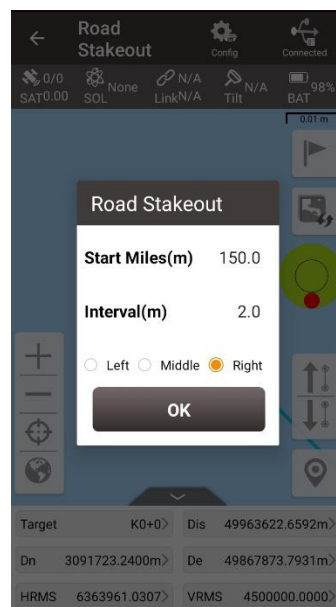 Road
Stakeout
Config
Connected
0/0
SAT0.00
None
SOL
N/A
LinkN/A
N/A
Tilt
98%
BAT
0.01 m
Road Stakeout
Start Miles(m) 150.0
Interval(m) 2.0
Left Middle Right
OK
Target K0+0> Dis 49963622.6592m>
Dn 3091723.2400m> De 49867873.7931m>
HRMS 6363961.0307> VRMS 4500000.0000>